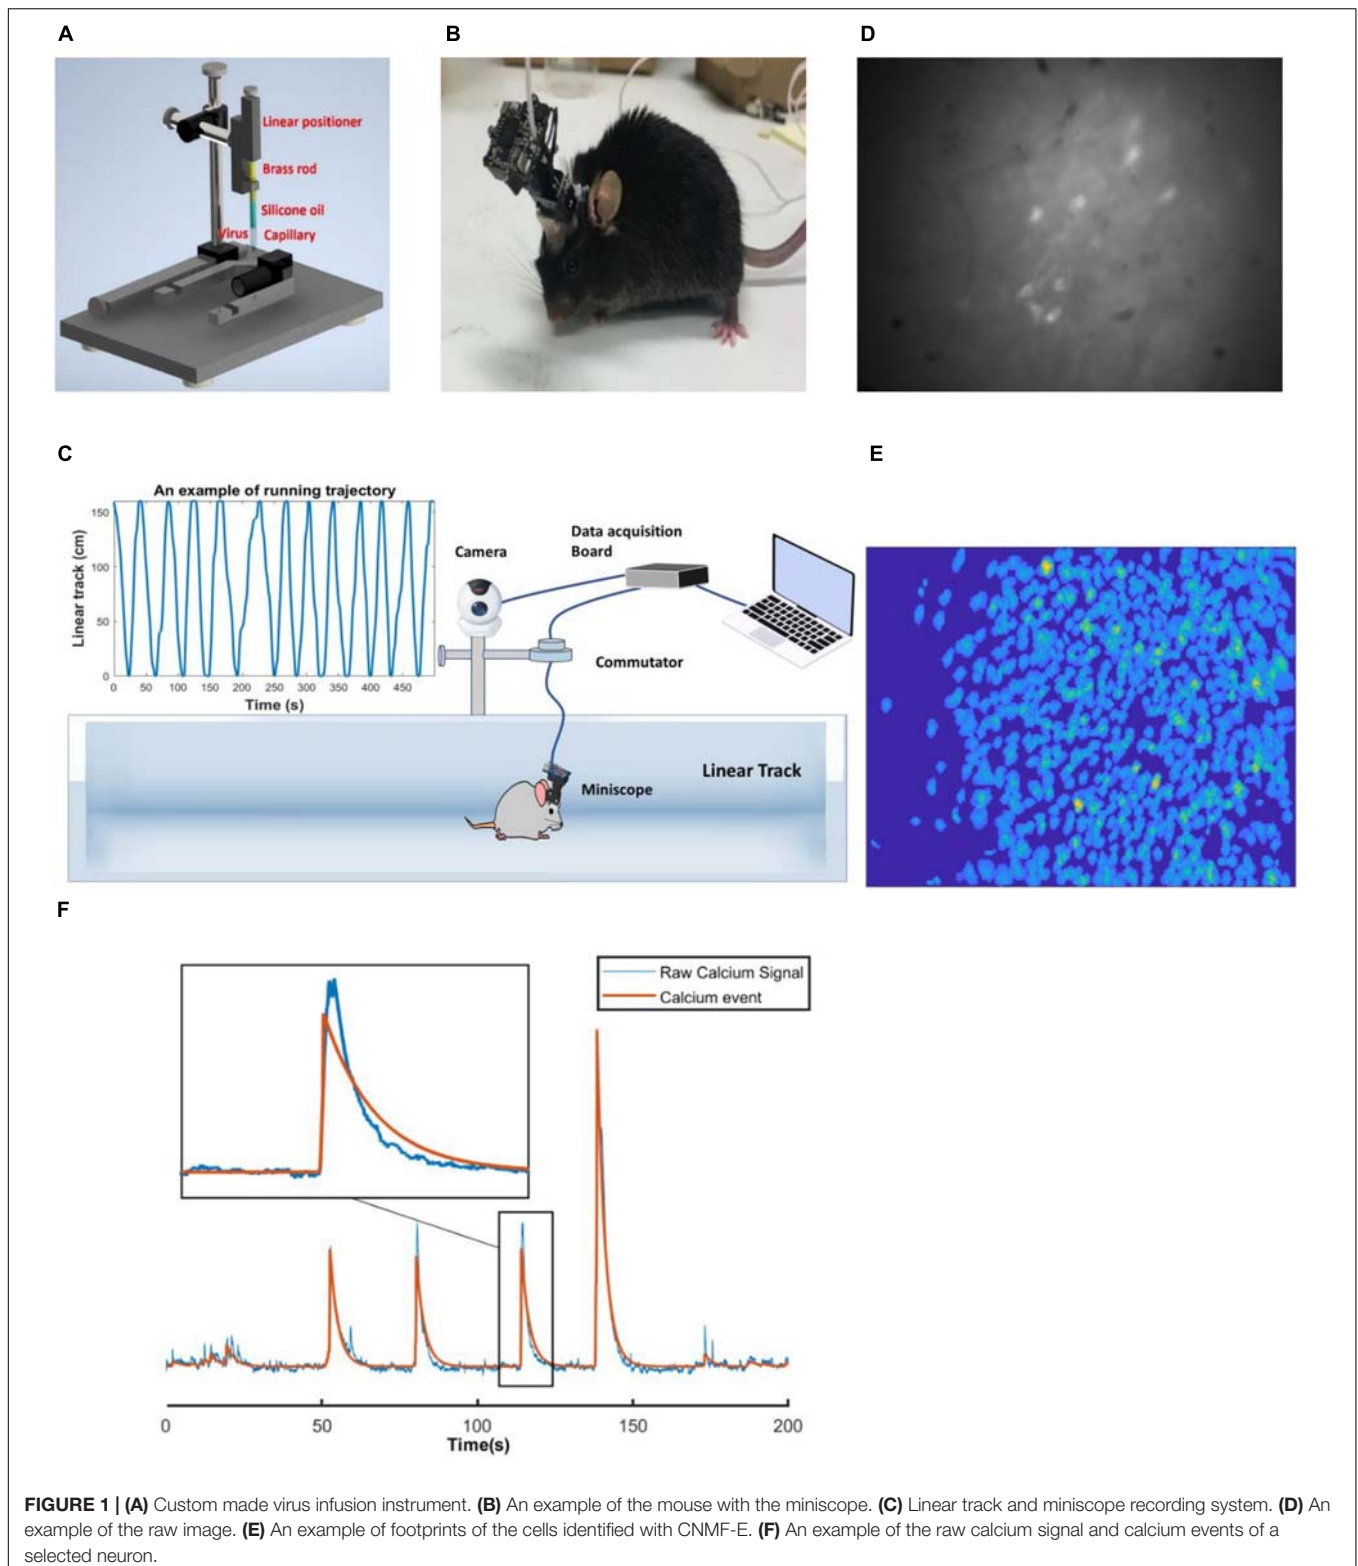 A
B
D
Linear positioner
Brass rod
Silicone oil
Virus Capillary
C
E
An example of running trajectory
Linear track (cm)
150
100
50
0
0 50 100 150 200 250 300 350 400 450
Time (s)
Camera
Data acquisition
Board
Commutator
Miniscope
Linear Track
F
Raw Calcium Signal
Calcium event
0 50 100 150 200
Time(s)
FIGURE 1 | (A) Custom made virus infusion instrument. (B) An example of the mouse with the miniscope. (C) Linear track and miniscope recording system. (D) An
example of the raw image. (E) An example of footprints of the cells identified with CNMF-E. (F) An example of the raw calcium signal and calcium events of a
selected neuron.